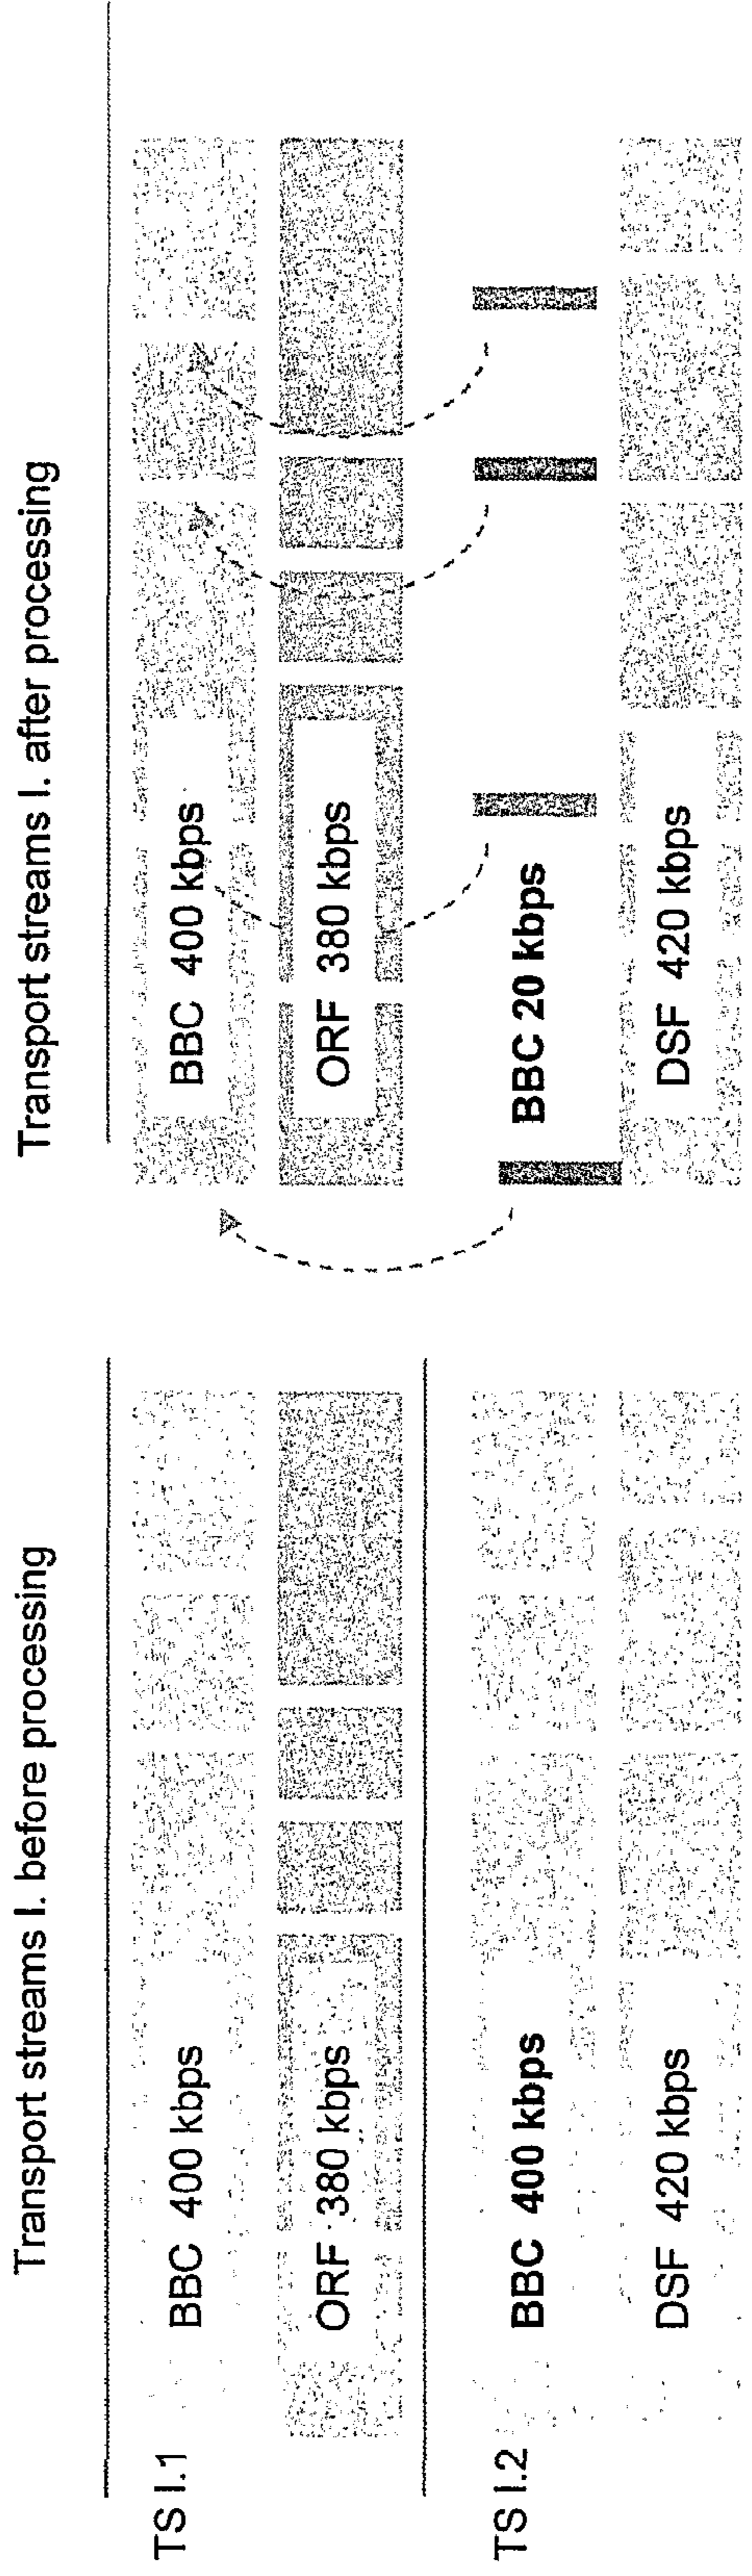 Transport streams I. before processing
TS I.1
BBC 400 kbps
ORF 380 kbps
TS I.2
BBC 400 kbps
DSF 420 kbps
Transport streams I. after processing
BBC 400 kbps
ORF 380 kbps
BBC 20 kbps
DSF 420 kbps